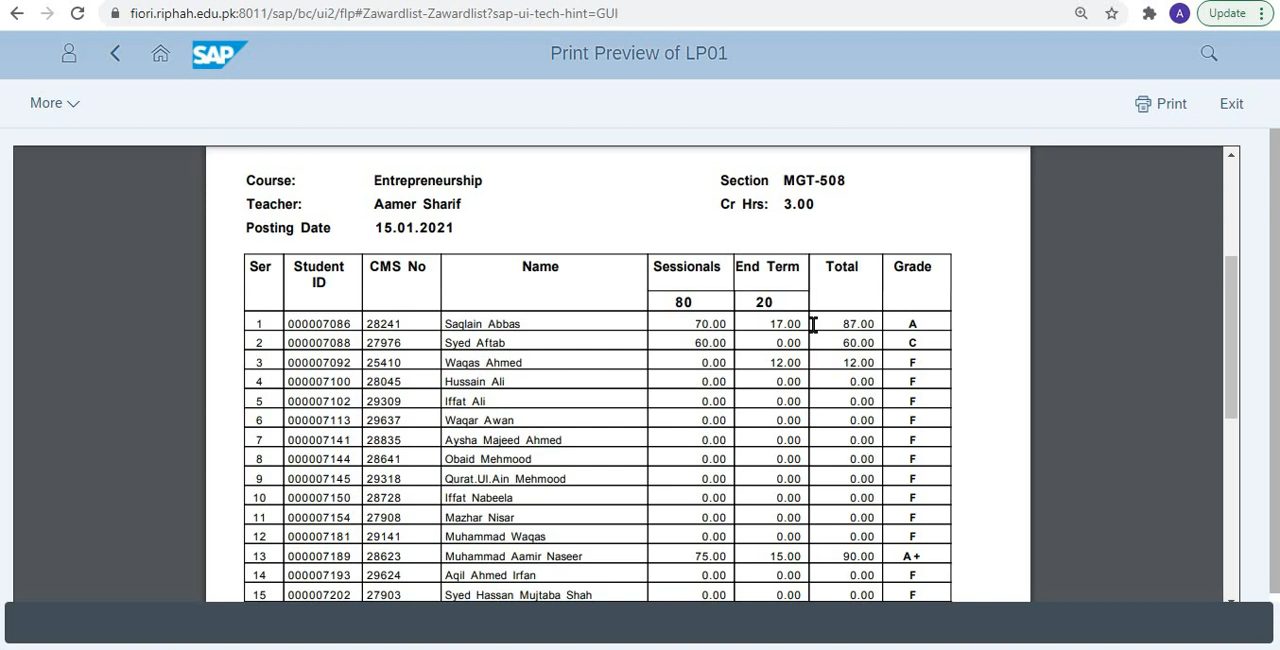 fiori.riphah.edu.pk:8011/sap/bc/ui2/flp#Zawardlist-Zawardlist?sap-ui-tech-hint=GUI A Update
SAP Print Preview of LP01
More Print Exit
Course: Entrepreneurship Section MGT-508
Teacher: Aamer Sharif Cr Hrs: 3.00
Posting Date 15.01.2021
Ser Student ID CMS No Name Sessionals End Term Total Grade
80 20
1 000007086 28241 Saqlain Abbas 70.00 17.00 87.00 A
2 000007088 27976 Syed Aftab 60.00 0.00 60.00 C
3 000007092 25410 Waqas Ahmed 0.00 12.00 12.00 F
4 000007100 28045 Hussain Ali 0.00 0.00 0.00 F
5 000007102 29309 Iffat Ali 0.00 0.00 0.00 F
6 000007113 29637 Waqar Awan 0.00 0.00 0.00 F
7 000007141 28835 Aysha Majeed Ahmed 0.00 0.00 0.00 F
8 000007144 28641 Obaid Mehmood 0.00 0.00 0.00 F
9 000007145 29318 Qurat.Ul.Ain Mehmood 0.00 0.00 0.00 F
10 000007150 28728 Iffat Nabeela 0.00 0.00 0.00 F
11 000007154 27908 Mazhar Nisar 0.00 0.00 0.00 F
12 000007181 29141 Muhammad Waqas 0.00 0.00 0.00 F
13 000007189 28623 Muhammad Aamir Naseer 75.00 15.00 90.00 A+
14 000007193 29624 Aqil Ahmed Irfan 0.00 0.00 0.00 F
15 000007202 27903 Syed Hassan Mujtaba Shah 0.00 0.00 0.00 F